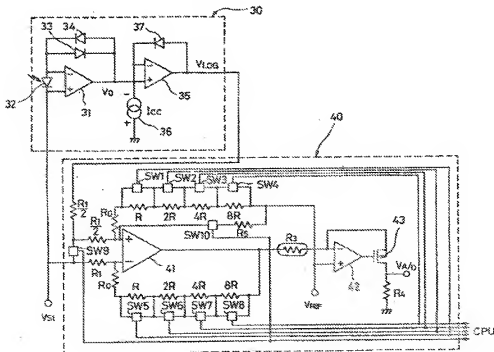 30
33
34
37
V₀
VLOG
32
31
35
Icc
36
40
SW1
SW2
SW3
SW4
R₁/2
R₁/2
R₀
R
2R
4R
8R
SW10
R₅
SW9
R₁
41
R₃
43
VA/D
42
R₀
R
2R
4R
8R
SW5
SW6
SW7
SW8
VREF
R₄
CPU